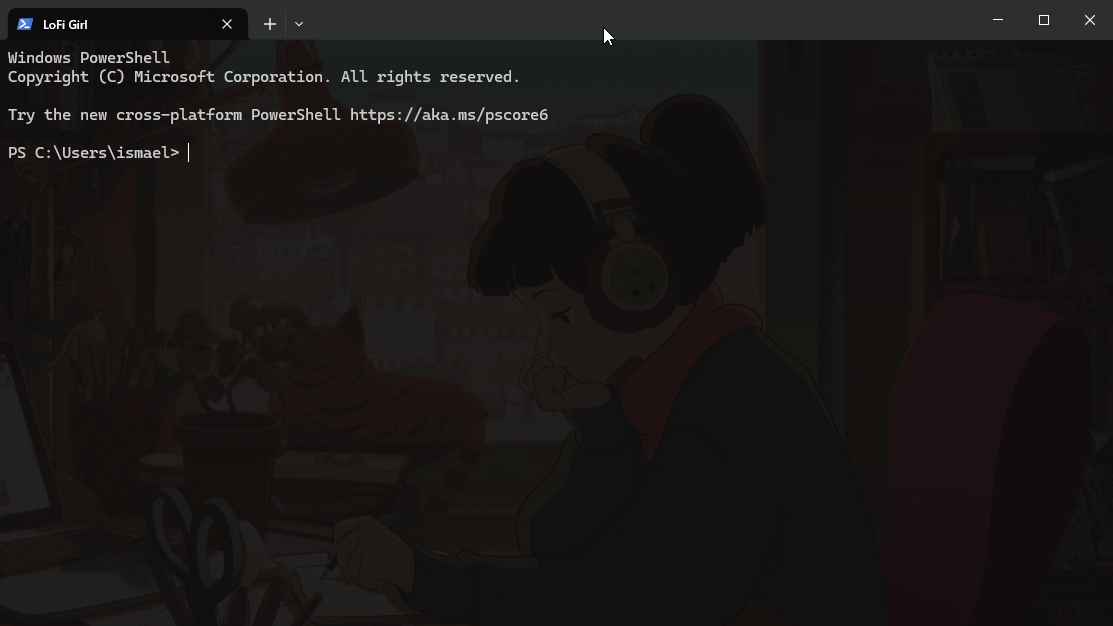 LoFi Girl
Windows PowerShell
Copyright (C) Microsoft Corporation. All rights reserved.
Try the new cross-platform PowerShell https://aka.ms/pscore6
PS C:\Users\ismael>